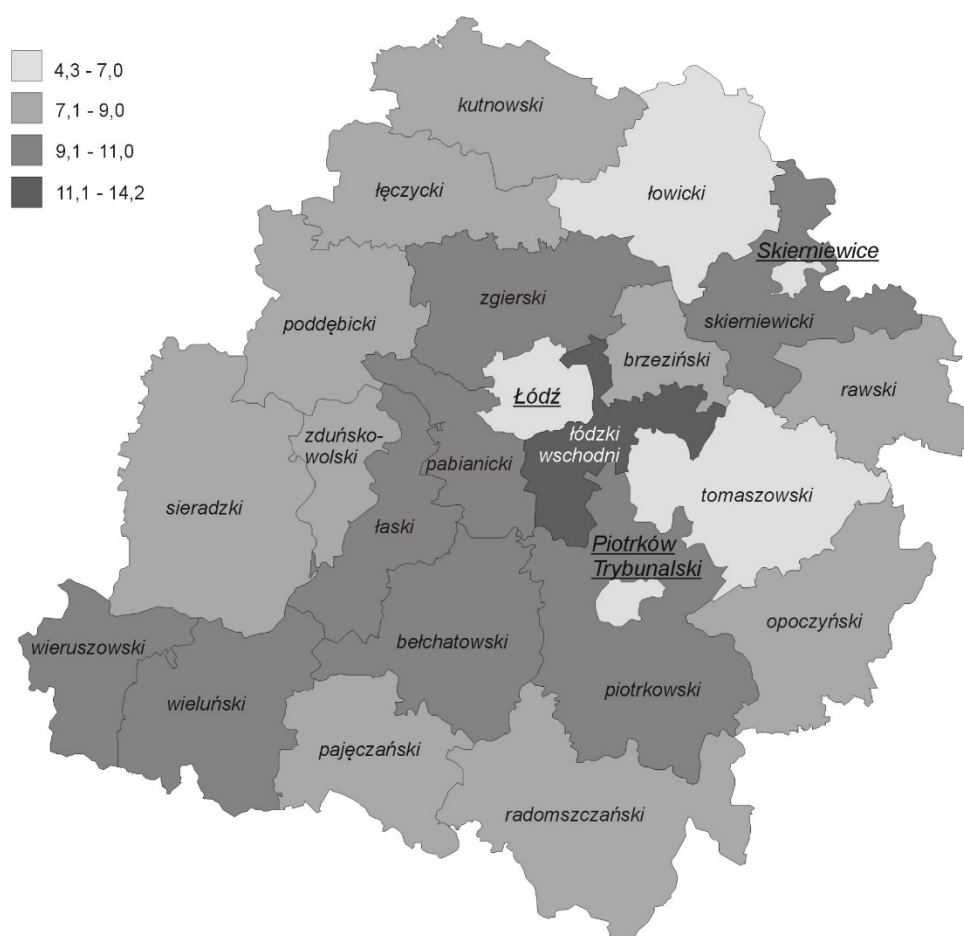 4,3 - 7,0
7,1 - 9,0
9,1 - 11,0
11,1 - 14,2
kutnowski
łęczycki
łowicki
Skierniewice
zgierski
skierniewicki
poddębicki
brzeziński
rawski
Łódź
łódzki
wschodni
zduńsko-
wolski
pabianicki
sieradzki
łaski
tomaszowski
Piotrków
Trybunalski
opoczyński
wieruszowski
bełchatowski
wieluński
piotrkowski
pajęczański
radomszczański